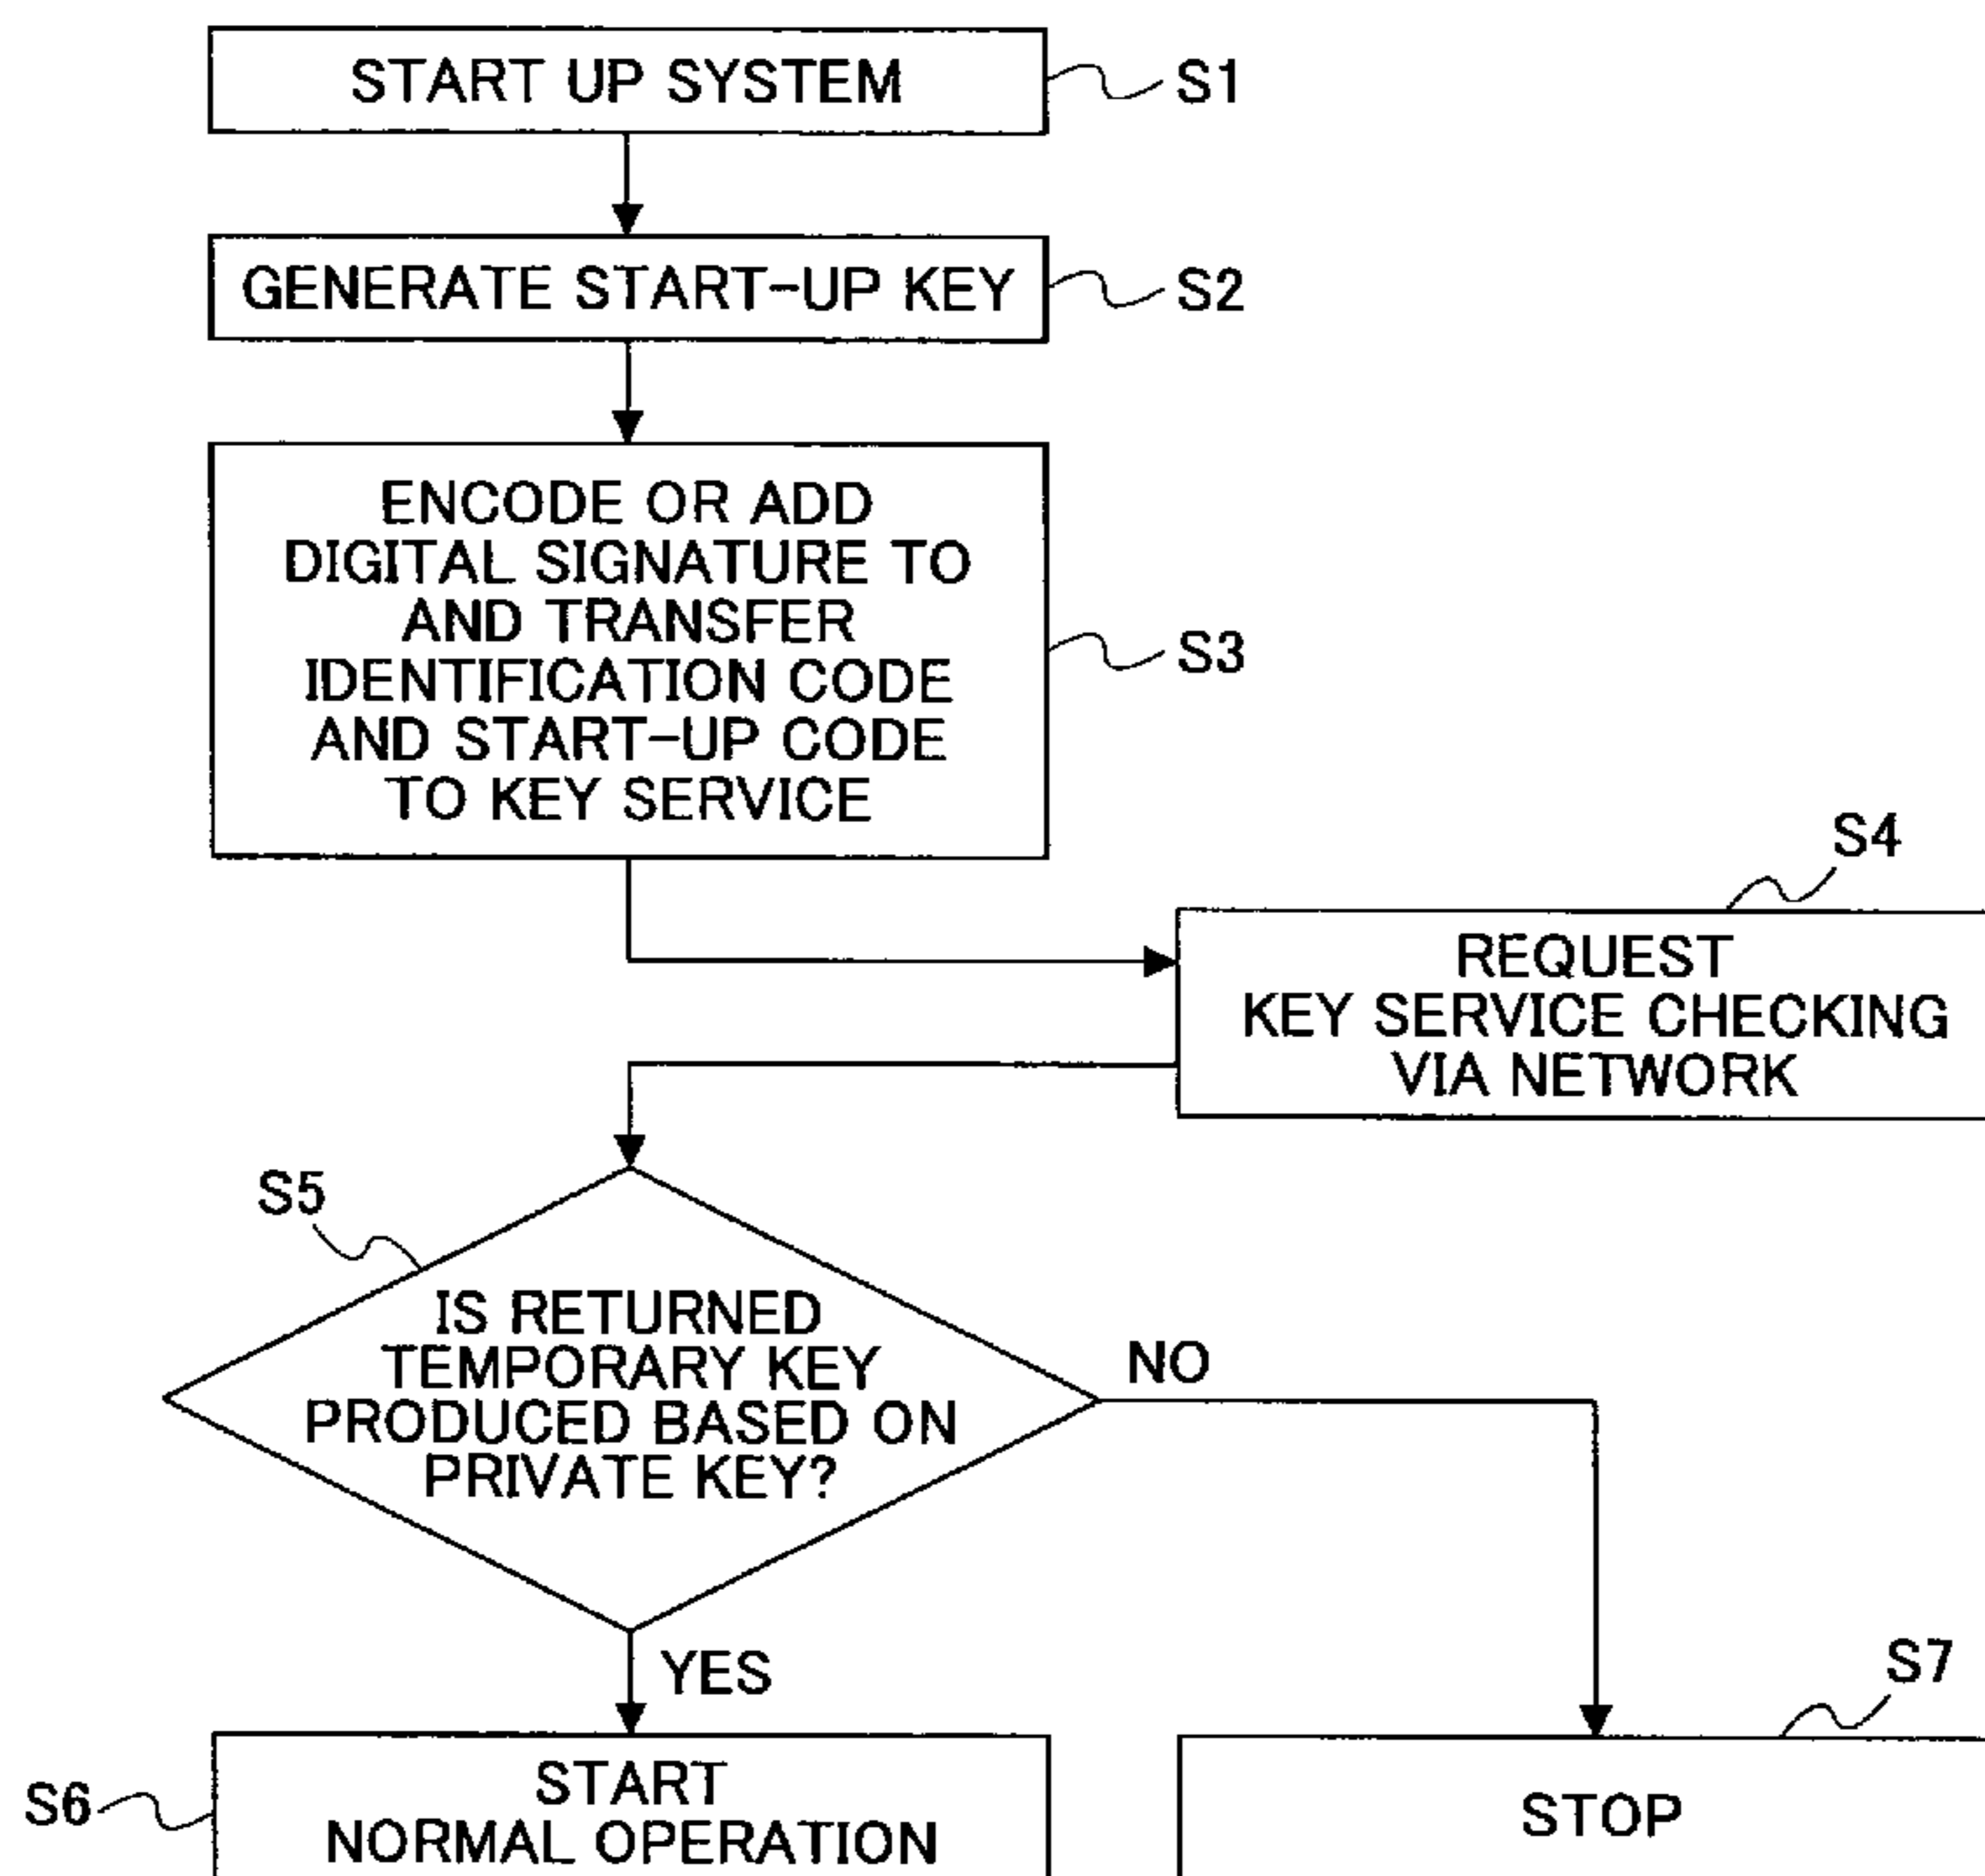 START UP SYSTEM
S1
GENERATE START-UP KEY
S2
ENCODE OR ADD
DIGITAL SIGNATURE TO
AND TRANSFER
IDENTIFICATION CODE
AND START-UP CODE
TO KEY SERVICE
S3
S4
REQUEST
KEY SERVICE CHECKING
VIA NETWORK
S5
IS RETURNED
TEMPORARY KEY
PRODUCED BASED ON
PRIVATE KEY?
NO
YES
S7
S6
START
NORMAL OPERATION
STOP